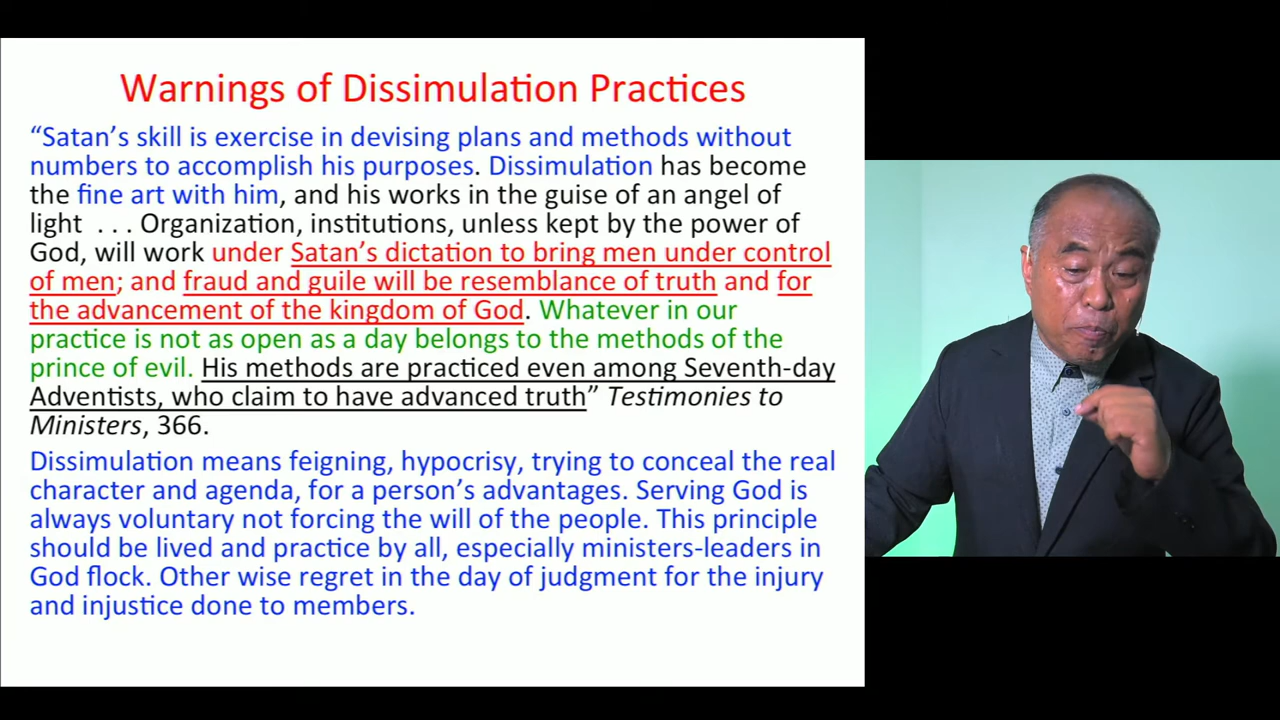 Warnings of Dissimulation Practices
“Satan’s skill is exercise in devising plans and methods without
numbers to accomplish his purposes. Dissimulation has become
the fine art with him, and his works in the guise of an angel of
light . . . Organization, institutions, unless kept by the power of
God, will work under Satan’s dictation to bring men under control
of men; and fraud and guile will be resemblance of truth and for
the advancement of the kingdom of God. Whatever in our
practice is not as open as a day belongs to the methods of the
prince of evil. His methods are practiced even among Seventh-day
Adventists, who claim to have advanced truth” Testimonies to
Ministers, 366.
Dissimulation means feigning, hypocrisy, trying to conceal the real
character and agenda, for a person’s advantages. Serving God is
always voluntary not forcing the will of the people. This principle
should be lived and practice by all, especially ministers-leaders in
God flock. Other wise regret in the day of judgment for the injury
and injustice done to members.